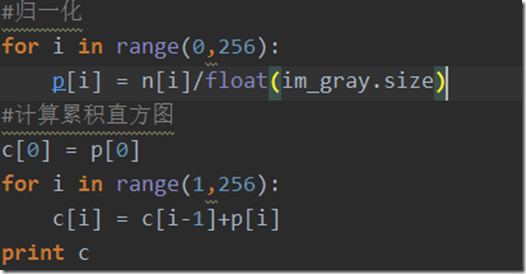 #归一化
for i in range(0,256):
    p[i] = n[i]/float(im_gray.size)
#计算累积直方图
c[0] = p[0]
for i in range(1,256):
    c[i] = c[i-1]+p[i]
print c